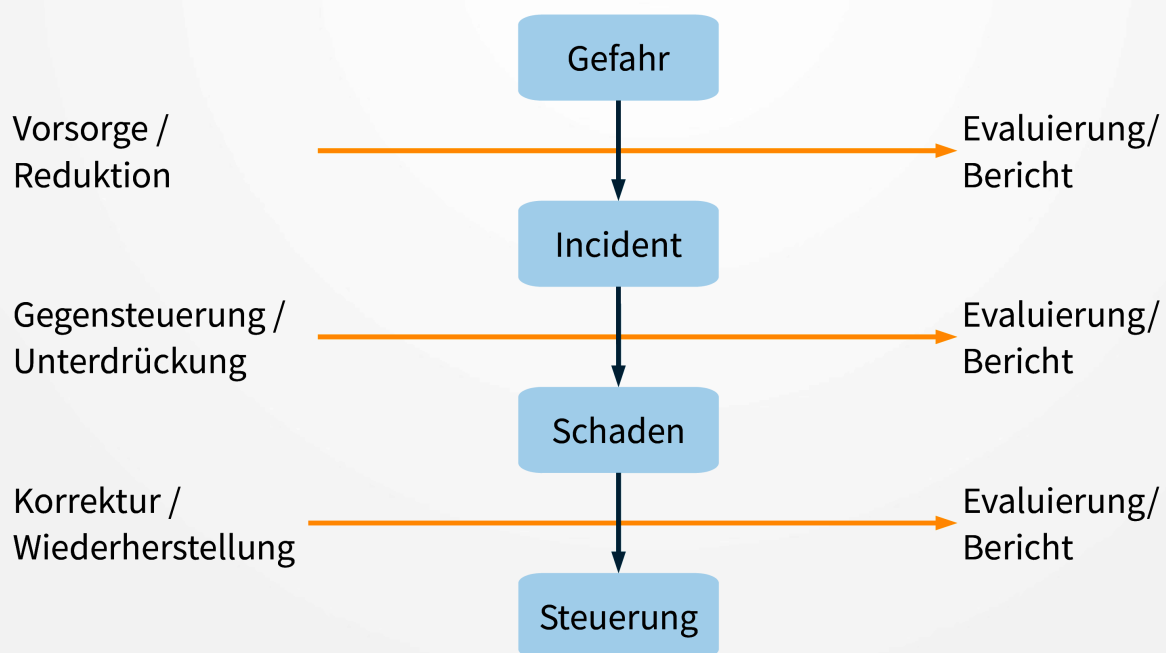 Gefahr
Vorsorge /
Reduktion
Evaluierung/
Bericht
Incident
Gegensteuerung /
Unterdrückung
Evaluierung/
Bericht
Schaden
Korrektur /
Wiederherstellung
Evaluierung/
Bericht
Steuerung